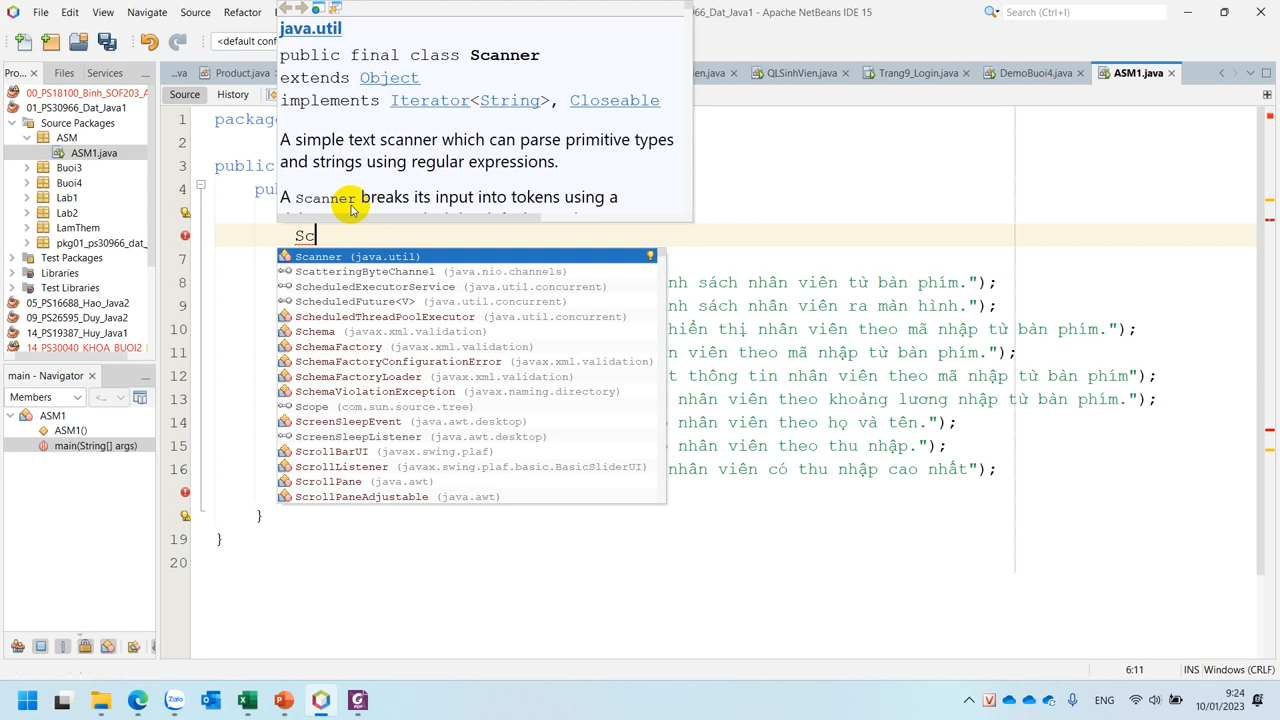 java.util
public final class Scanner
extends Object
implements Iterator<String>, Closeable
A simple text scanner which can parse primitive types
and strings using regular expressions.
A Scanner breaks its input into tokens using a
96_Dat_Java1 - Apache NetBeans IDE 15
Search (Command+I)
<default conf
Pro...
Files
Services
...va
Product.java
en.java
QLSinhVien.java
Trang9_Login.java
DemoBuoi4.java
ASM1.java
Source
History
00_PS18100_Binh_SOF203_A
01_PS30966_Dat_Java1
Source Packages
ASM
ASM1.java
Buoi3
Buoi4
Lab1
Lab2
LamThem
pkg01_ps30966_dat_
Test Packages
Libraries
05_PS16688_Hao_Java2
09_PS26595_Duy_Java2
14_PS19387_Huy_Java1
14 PS30040 KHOA BUOI2
main - Navigator
Members
<...
ASM1
ASM1()
main(String[] args)
1 packag
2
3 public
4 pu
Sc
7
8 nh sách nhân viên từ bàn phím.");
9 nh sách nhân viên ra màn hình.");
10 hiển thị nhân viên theo mã nhập từ bàn phím.");
11 n viên theo mã nhập từ bàn phím.");
12 t thông tin nhân viên theo mã nhập từ bàn phím");
13 nhân viên theo khoảng lương nhập từ bàn phím.");
14 nhân viên theo họ và tên.");
15 nhân viên theo thu nhập.");
16 nhân viên có thu nhập cao nhất");
}
19 }
20
Scanner (java.util)
ScatteringByteChannel (java.nio.channels)
ScheduledExecutorService (java.util.concurrent)
ScheduledFuture<V> (java.util.concurrent)
ScheduledThreadPoolExecutor (java.util.concurrent)
Schema (javax.xml.validation)
SchemaFactory (javax.xml.validation)
SchemaFactoryConfigurationError (javax.xml.validation)
SchemaFactoryLoader (javax.xml.validation)
SchemaViolationException (javax.naming.directory)
Scope (com.sun.source.tree)
ScreenSleepEvent (java.awt.desktop)
ScreenSleepListener (java.awt.desktop)
ScrollBarUI (javax.swing.plaf)
ScrollListener (javax.swing.plaf.basic.BasicSliderUI)
ScrollPane (java.awt)
ScrollPaneAdjustable (java.awt)
6:11
INS
Windows (CRLF)
Zalo
ENG
9:24
10/01/2023